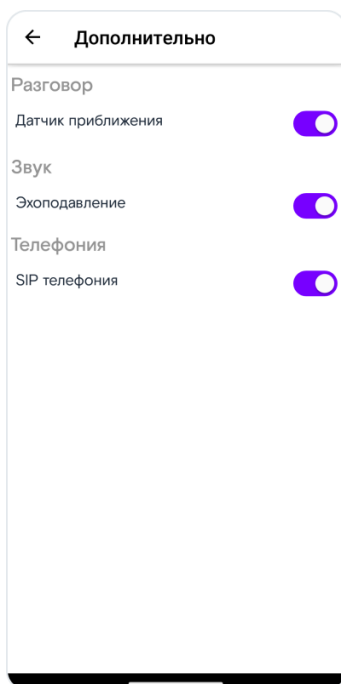 Дополнительно
Разговор
Датчик приближения
Звук
Эхоподавление
Телефония
SIP телефония